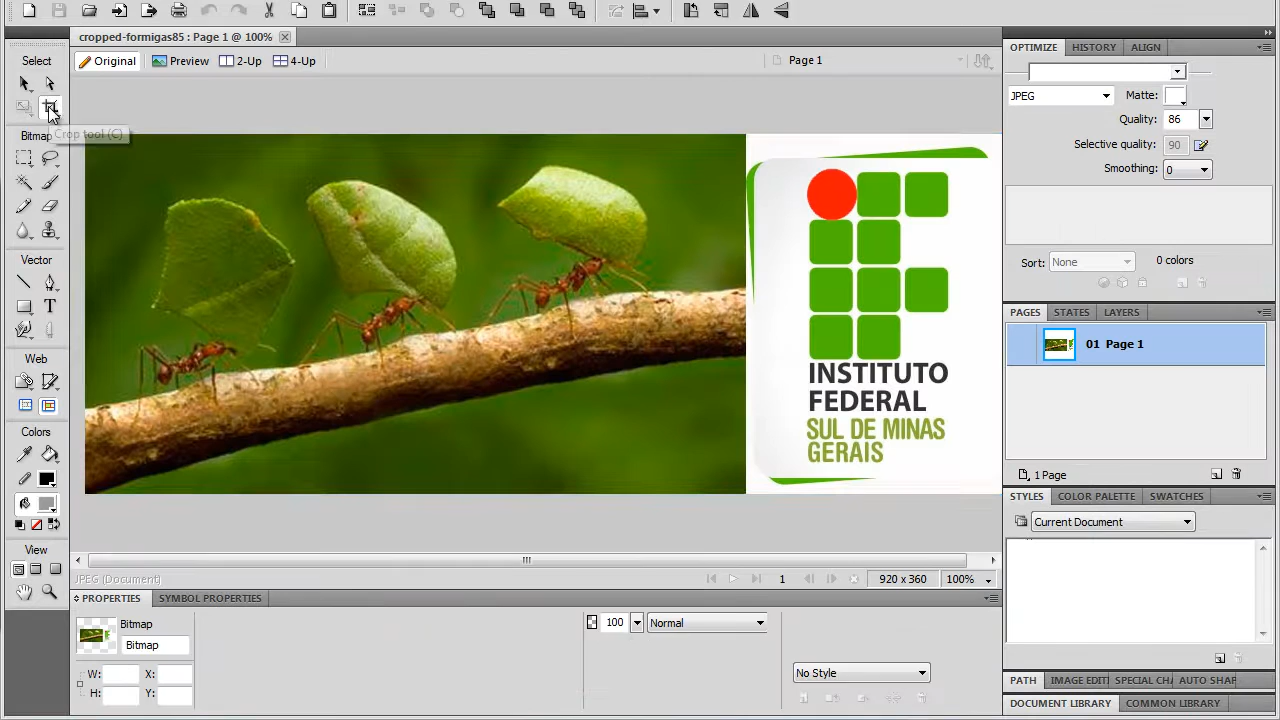 cropped-formigas85 : Page 1 @ 100%
Original Preview 2-Up 4-Up Page 1
Select
Crop tool (C)
Bitmap
Vector
T
Web
Colors
View
INSTITUTO
FEDERAL
SUL DE MINAS
GERAIS
JPEG (Document) 1 920 x 360 100%
PROPERTIES SYMBOL PROPERTIES
Bitmap
Bitmap
W: X:
H: Y:
100 Normal
No Style
OPTIMIZE HISTORY ALIGN
JPEG Matte:
Quality: 86
Selective quality: 90
Smoothing: 0
Sort: None 0 colors
PAGES STATES LAYERS
01 Page 1
1 Page
STYLES COLOR PALETTE SWATCHES
Current Document
PATH IMAGE EDITI SPECIAL CHA AUTO SHAP
DOCUMENT LIBRARY COMMON LIBRARY